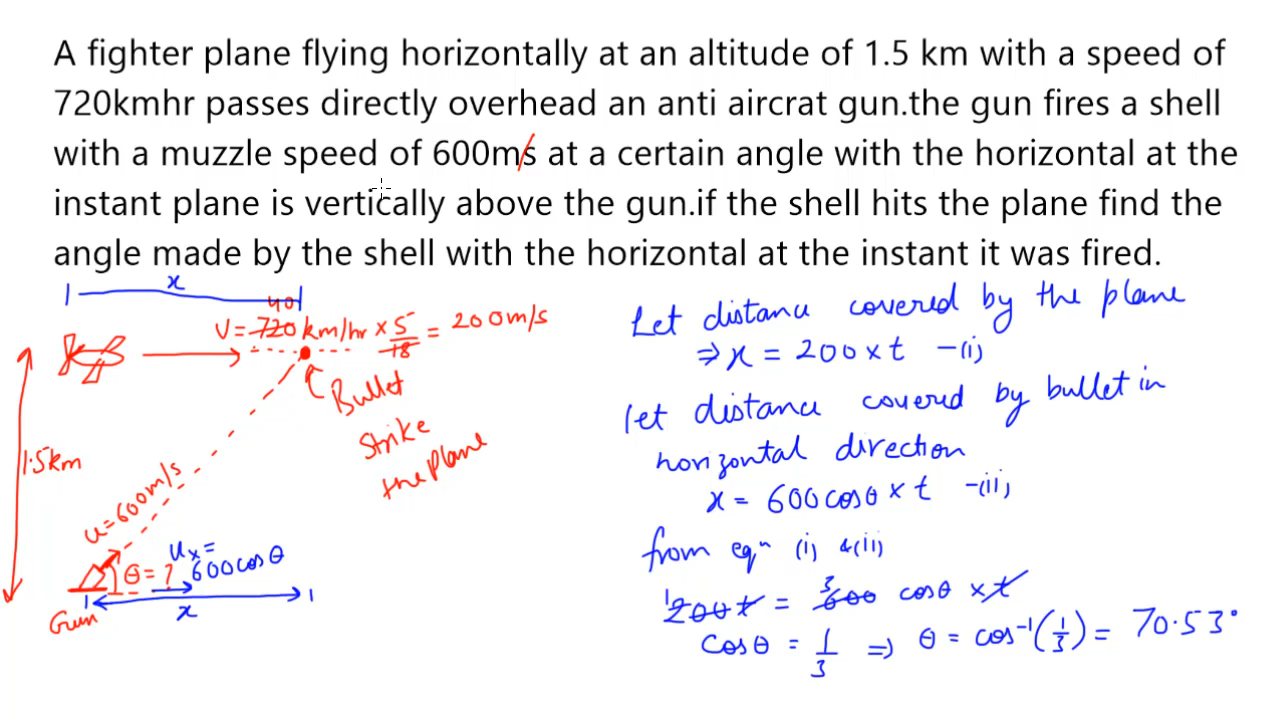 A fighter plane flying horizontally at an altitude of 1.5 km with a speed of
720kmhr passes directly overhead an anti aircrat gun.the gun fires a shell
with a muzzle speed of 600m/s at a certain angle with the horizontal at the
instant plane is vertically above the gun.if the shell hits the plane find the
angle made by the shell with the horizontal at the instant it was fired.
x
40
V = 720 km/hr × 5/18 = 200m/s
Bullet
Strike
the plane
1.5km
u = 600m/s
θ = ?
ux =
600 cos θ
Gun
x
Let distance covered by the plane
⇒ x = 200 × t -(i)
let distance covered by bullet in
horizontal direction
x = 600 cos θ × t -(ii)
from eqⁿ (i) & (ii)
1 3
200 t = 600 cos θ × t
cos θ = 1/3 ⇒ θ = cos⁻¹(1/3) = 70.53°